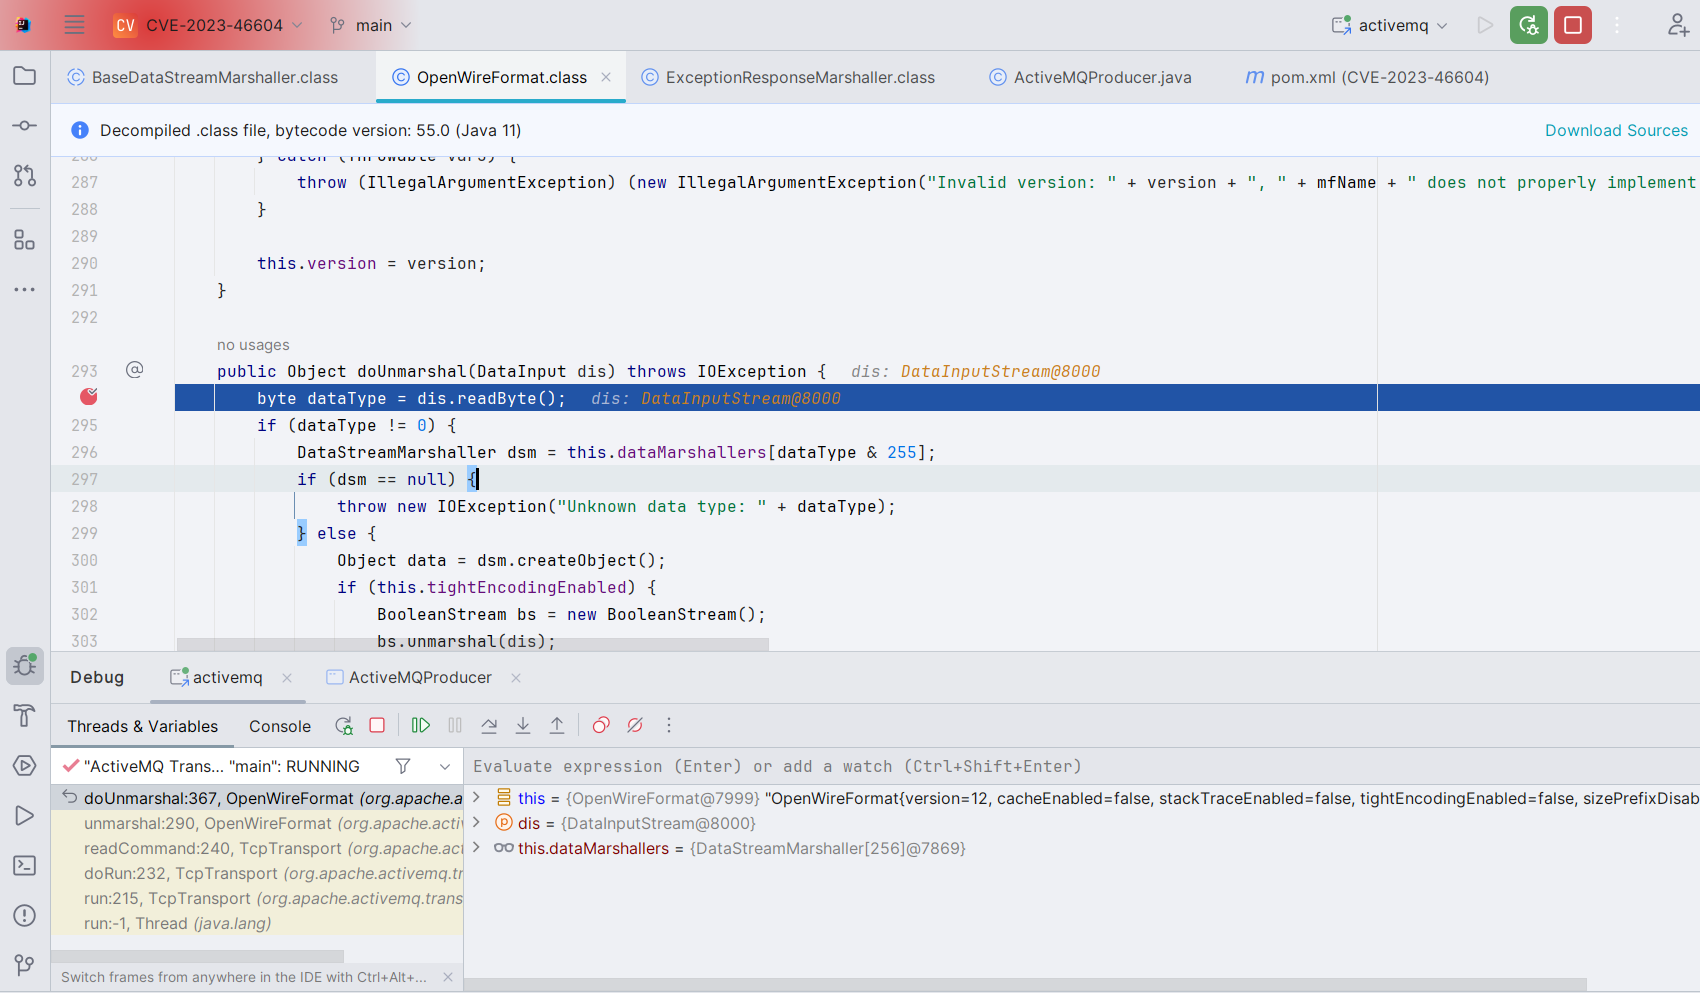 CV CVE-2023-46604 main activemq
BaseDataStreamMarshaller.class OpenWireFormat.class ExceptionResponseMarshaller.class ActiveMQProducer.java m pom.xml (CVE-2023-46604)
Decompiled .class file, bytecode version: 55.0 (Java 11) Download Sources
287 throw (IllegalArgumentException) (new IllegalArgumentException("Invalid version: " + version + ", " + mfName + " does not properly implement
288 }
289
290 this.version = version;
291 }
292
no usages
293 @ public Object doUnmarshal(DataInput dis) throws IOException { dis: DataInputStream@8000
byte dataType = dis.readByte(); dis: DataInputStream@8000
295 if (dataType != 0) {
296 DataStreamMarshaller dsm = this.dataMarshallers[dataType & 255];
297 if (dsm == null) {
298 throw new IOException("Unknown data type: " + dataType);
299 } else {
300 Object data = dsm.createObject();
301 if (this.tightEncodingEnabled) {
302 BooleanStream bs = new BooleanStream();
303 bs.unmarshal(dis);
Debug activemq ActiveMQProducer
Threads & Variables Console
"ActiveMQ Trans... "main": RUNNING
Evaluate expression (Enter) or add a watch (Ctrl+Shift+Enter)
doUnmarshal:367, OpenWireFormat (org.apache.a
unmarshal:290, OpenWireFormat (org.apache.activ
readCommand:240, TcpTransport (org.apache.act
doRun:232, TcpTransport (org.apache.activemq.tr
run:215, TcpTransport (org.apache.activemq.trans
run:-1, Thread (java.lang)
this = {OpenWireFormat@7999} "OpenWireFormat{version=12, cacheEnabled=false, stackTraceEnabled=false, tightEncodingEnabled=false, sizePrefixDisab
p dis = {DataInputStream@8000}
this.dataMarshallers = {DataStreamMarshaller[256]@7869}
Switch frames from anywhere in the IDE with Ctrl+Alt+...